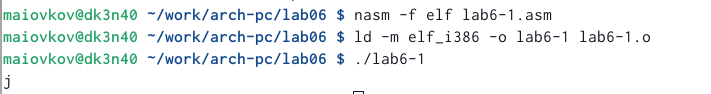 maiovkov@dk3n40 ~/work/arch-pc/lab06 $ nasm -f elf lab6-1.asm
maiovkov@dk3n40 ~/work/arch-pc/lab06 $ ld -m elf_i386 -o lab6-1 lab6-1.o
maiovkov@dk3n40 ~/work/arch-pc/lab06 $ ./lab6-1
j